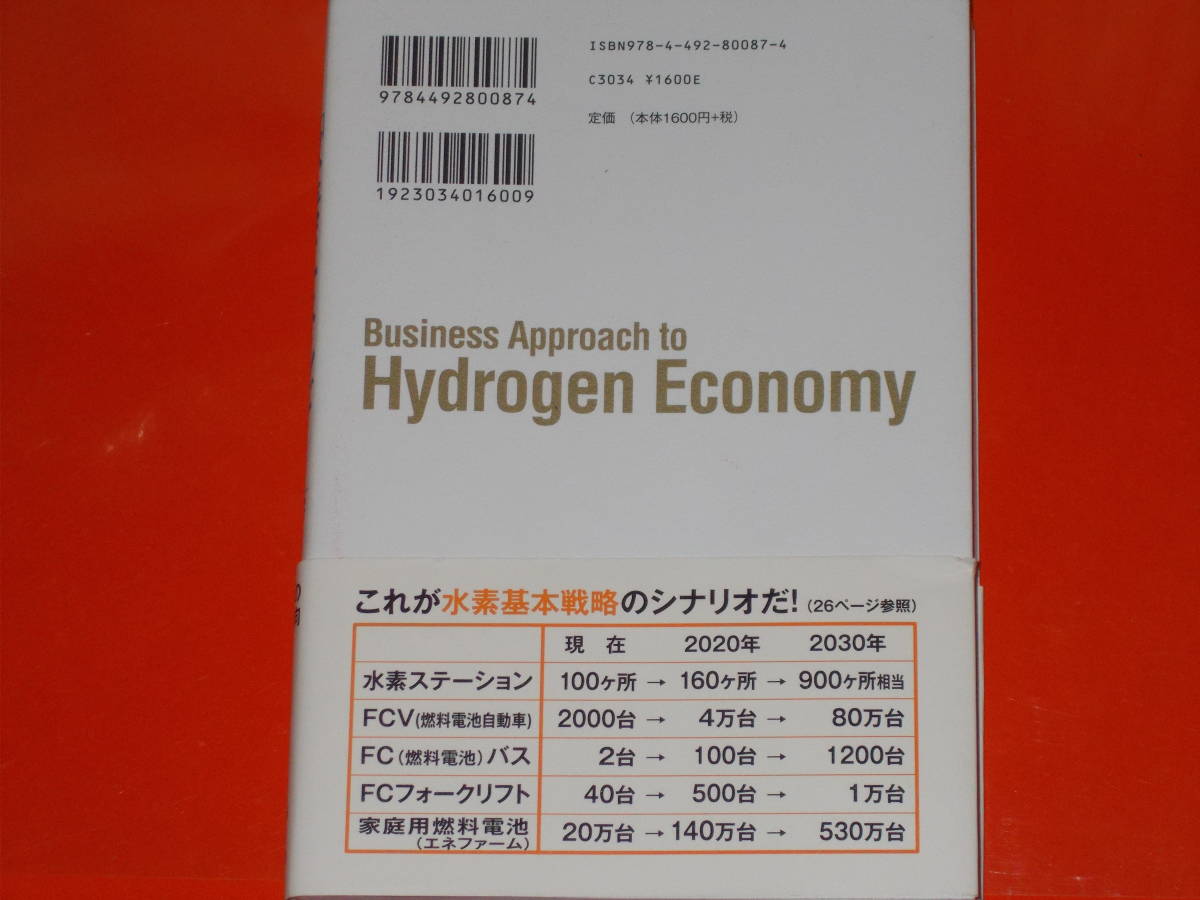 ISBN978-4-492-80087-4
9784492800874
C3034 ¥1600E
定価 (本体1600円+税)
1923034016009
Business Approach to
Hydrogen Economy
これが水素基本戦略のシナリオだ! (26ページ参照)
現 在 2020年 2030年
水素ステーション 100ヶ所 → 160ヶ所 → 900ヶ所相当
FCV(燃料電池自動車) 2000台 → 4万台 → 80万台
FC(燃料電池)バス 2台 → 100台 → 1200台
FCフォークリフト 40台 → 500台 → 1万台
家庭用燃料電池 20万台 → 140万台 → 530万台
(エネファーム)